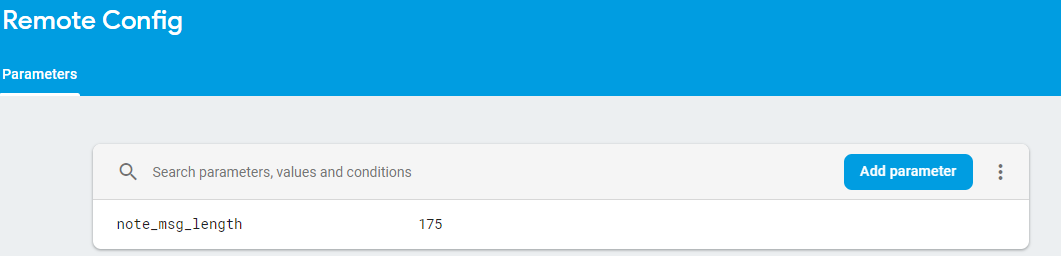 Remote Config
Parameters
Search parameters, values and conditions Add parameter
note_msg_length 175